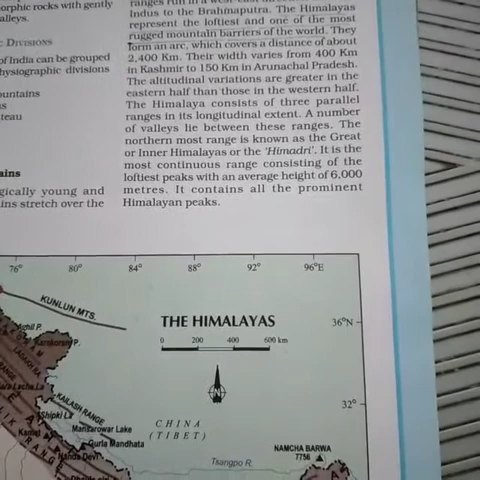 orphic rocks with gently
alleys.
DIVISIONS
of India can be grouped
hysiographic divisions
ountains
s
teau
ains
gically young and
ins stretch over the
Indus to the Brahmaputra. The Himalayas
represent the loftiest and one of the most
rugged mountain barriers of the world. They
form an arc, which covers a distance of about
2,400 Km. Their width varies from 400 Km
in Kashmir to 150 Km in Arunachal Pradesh.
The altitudinal variations are greater in the
eastern half than those in the western half.
The Himalaya consists of three parallel
ranges in its longitudinal extent. A number
of valleys lie between these ranges. The
northern most range is known as the Great
or Inner Himalayas or the 'Himadri'. It is the
most continuous range consisting of the
loftiest peaks with an average height of 6,000
metres. It contains all the prominent
Himalayan peaks.
76° 80° 84° 88° 92° 96°E
KUNLUN MTS.
THE HIMALAYAS
0 200 400 600 km
36°N
N
Karakoram P.
KAILASH RANGE
Shipki La
32°
Mansarowar Lake
Gurla Mandhata
CHINA
(TIBET)
Kamet
Nanda Devi
Tsangpo R.
NAMCHA BARWA
7756